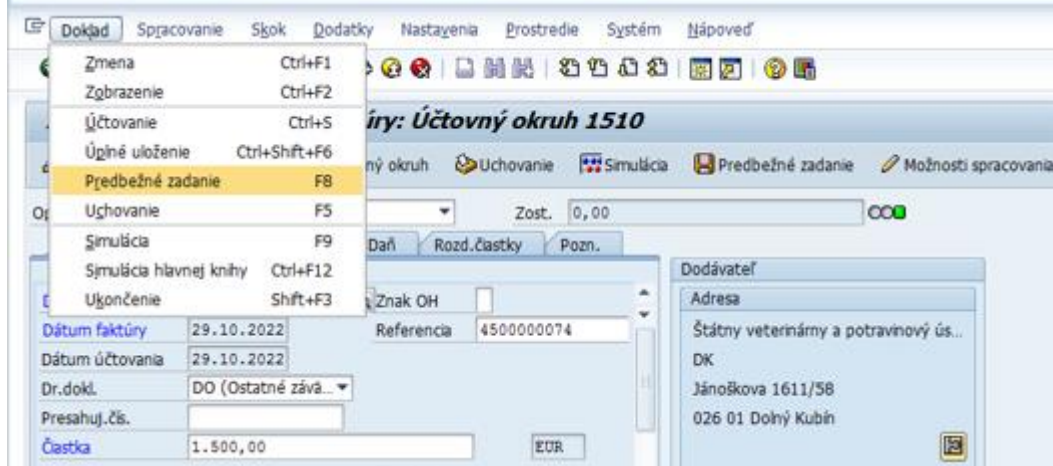 Doklad Spracovanie Skok Dodatky Nastavenia Prostredie Systém Nápoveď
Zmena Ctrl+F1
Zobrazenie Ctrl+F2
Účtovanie Ctrl+S
Úplné uloženie Ctrl+Shift+F6
Predbežné zadanie F8
Uchovanie F5
Simulácia F9
Simulácia hlavnej knihy Ctrl+F12
Ukončenie Shift+F3
úry: Účtovný okruh 1510
ný okruh Uchovanie Simulácia Predbežné zadanie Možnosti spracovania
Zost. 0,00
Daň Rozd.čiastky Pozn.
Znak OH
Dátum faktúry 29.10.2022 Referencia 4500000074
Dátum účtovania 29.10.2022
Dr.dokl. DO (Ostatné závä...
Presahuj.čís.
Čiastka 1.500,00 EUR
Dodávateľ
Adresa
Štátny veterinárny a potravinový ús...
DK
Jánoškova 1611/58
026 01 Dolný Kubín